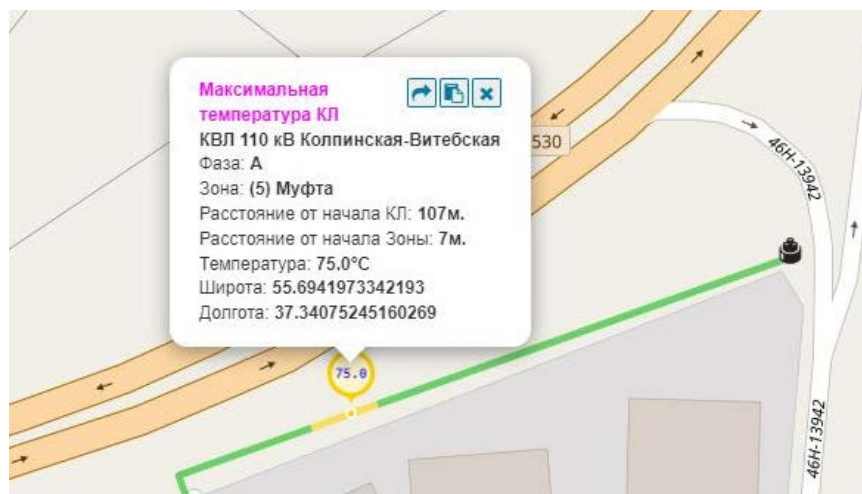 Максимальная
температура КЛ
КВЛ 110 кВ Колпинская-Витебская
530
Фаза: А
Зона: (5) Муфта
Расстояние от начала КЛ: 107м.
Расстояние от начала Зоны: 7м.
Температура: 75.0°C
Широта: 55.6941973342193
Долгота: 37.34075245160269
46Н-13942
75.0
46Н-13942